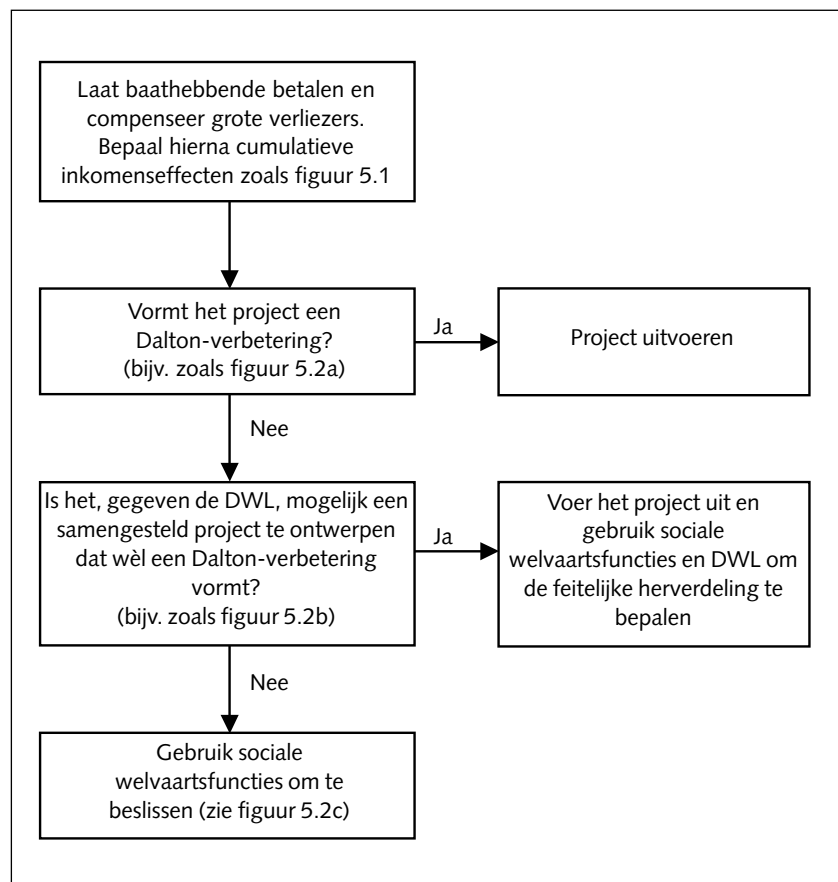 Laat baathebbende betalen en
compenseer grote verliezers.
Bepaal hierna cumulatieve
inkomenseffecten zoals figuur 5.1
Vormt het project een
Dalton-verbetering?
(bijv. zoals figuur 5.2a)
Ja
Project uitvoeren
Nee
Is het, gegeven de DWL, mogelijk een
samengesteld project te ontwerpen
dat wèl een Dalton-verbetering
vormt?
(bijv. zoals figuur 5.2b)
Ja
Voer het project uit en
gebruik sociale
welvaartsfuncties en DWL om
de feitelijke herverdeling te
bepalen
Nee
Gebruik sociale
welvaartsfuncties om te
beslissen (zie figuur 5.2c)